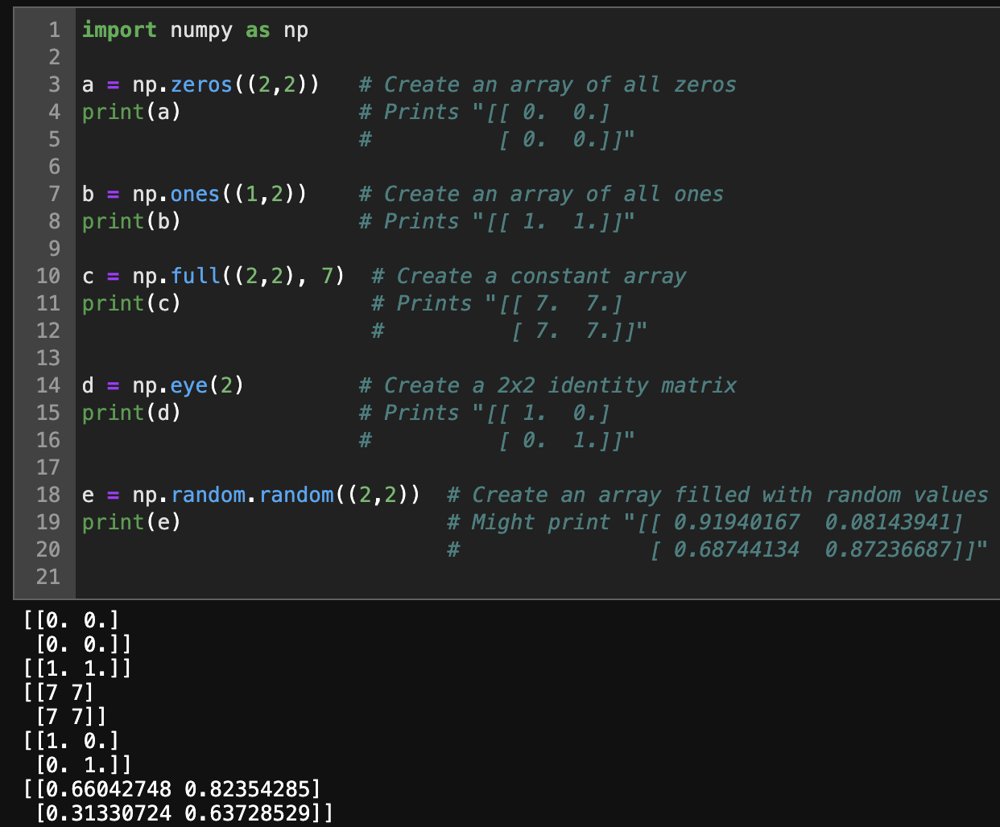 1 import numpy as np
2
3 a = np.zeros((2,2))   # Create an array of all zeros
4 print(a)              # Prints "[[ 0.  0.]
5                       #          [ 0.  0.]]"
6
7 b = np.ones((1,2))    # Create an array of all ones
8 print(b)              # Prints "[[ 1.  1.]]"
9
10 c = np.full((2,2), 7)  # Create a constant array
11 print(c)               # Prints "[[ 7.  7.]
12                        #          [ 7.  7.]]"
13
14 d = np.eye(2)         # Create a 2x2 identity matrix
15 print(d)              # Prints "[[ 1.  0.]
16                       #          [ 0.  1.]]"
17
18 e = np.random.random((2,2))  # Create an array filled with random values
19 print(e)                     # Might print "[[ 0.91940167  0.08143941]
20                              #               [ 0.68744134  0.87236687]]"
21
[[0. 0.]
 [0. 0.]]
[[1. 1.]]
[[7 7]
 [7 7]]
[[1. 0.]
 [0. 1.]]
[[0.66042748 0.82354285]
 [0.31330724 0.63728529]]